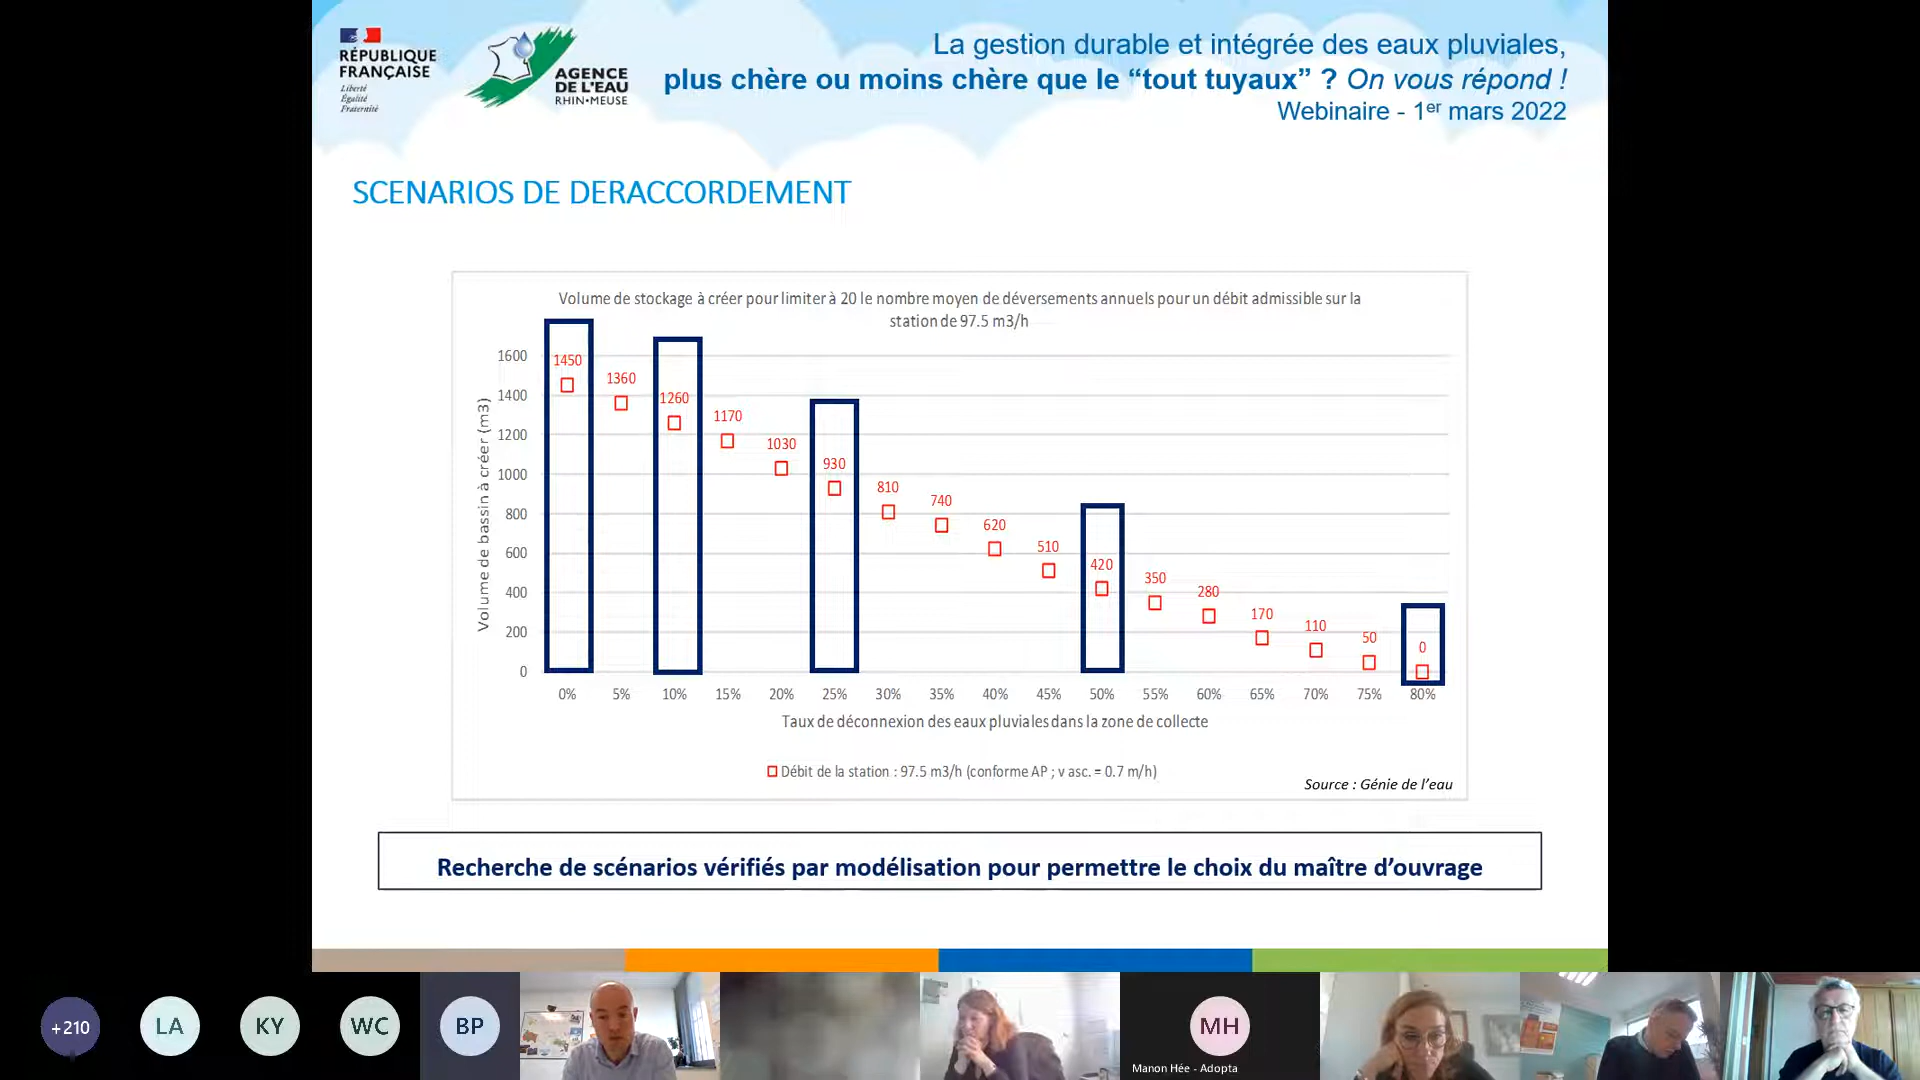 RÉPUBLIQUE
FRANÇAISE
Liberté
Égalité
Fraternité
AGENCE
DE L'EAU
RHIN•MEUSE
La gestion durable et intégrée des eaux pluviales,
plus chère ou moins chère que le “tout tuyaux” ? On vous répond !
Webinaire - 1er mars 2022
SCENARIOS DE DERACCORDEMENT
Volume de stockage à créer pour limiter à 20 le nombre moyen de déversements annuels pour un débit admissible sur la
station de 97.5 m3/h
Volume de bassin à créer (m3)
1600
1400
1200
1000
800
600
400
200
0
1450
1360
1260
1170
1030
930
810
740
620
510
420
350
280
170
110
50
0
0% 5% 10% 15% 20% 25% 30% 35% 40% 45% 50% 55% 60% 65% 70% 75% 80%
Taux de déconnexion des eaux pluviales dans la zone de collecte
Débit de la station : 97.5 m3/h (conforme AP ; v asc. = 0.7 m/h)
Source : Génie de l'eau
Recherche de scénarios vérifiés par modélisation pour permettre le choix du maître d'ouvrage
+210 LA KY WC BP MH
Manon Hée - Adopta